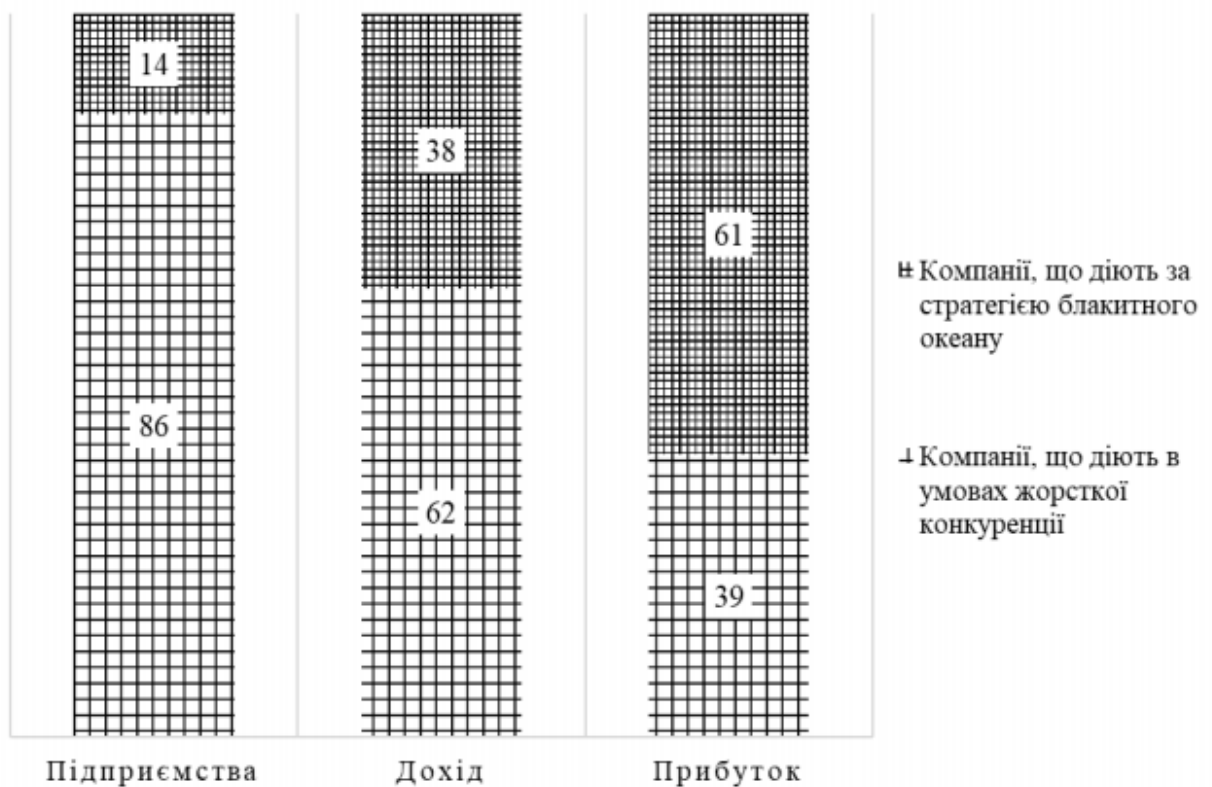 14
38
61
86
62
39
Компанії, що діють за
стратегією блакитного
океану
Компанії, що діють в
умовах жорсткої
конкуренції
Підприємства
Дохід
Прибуток